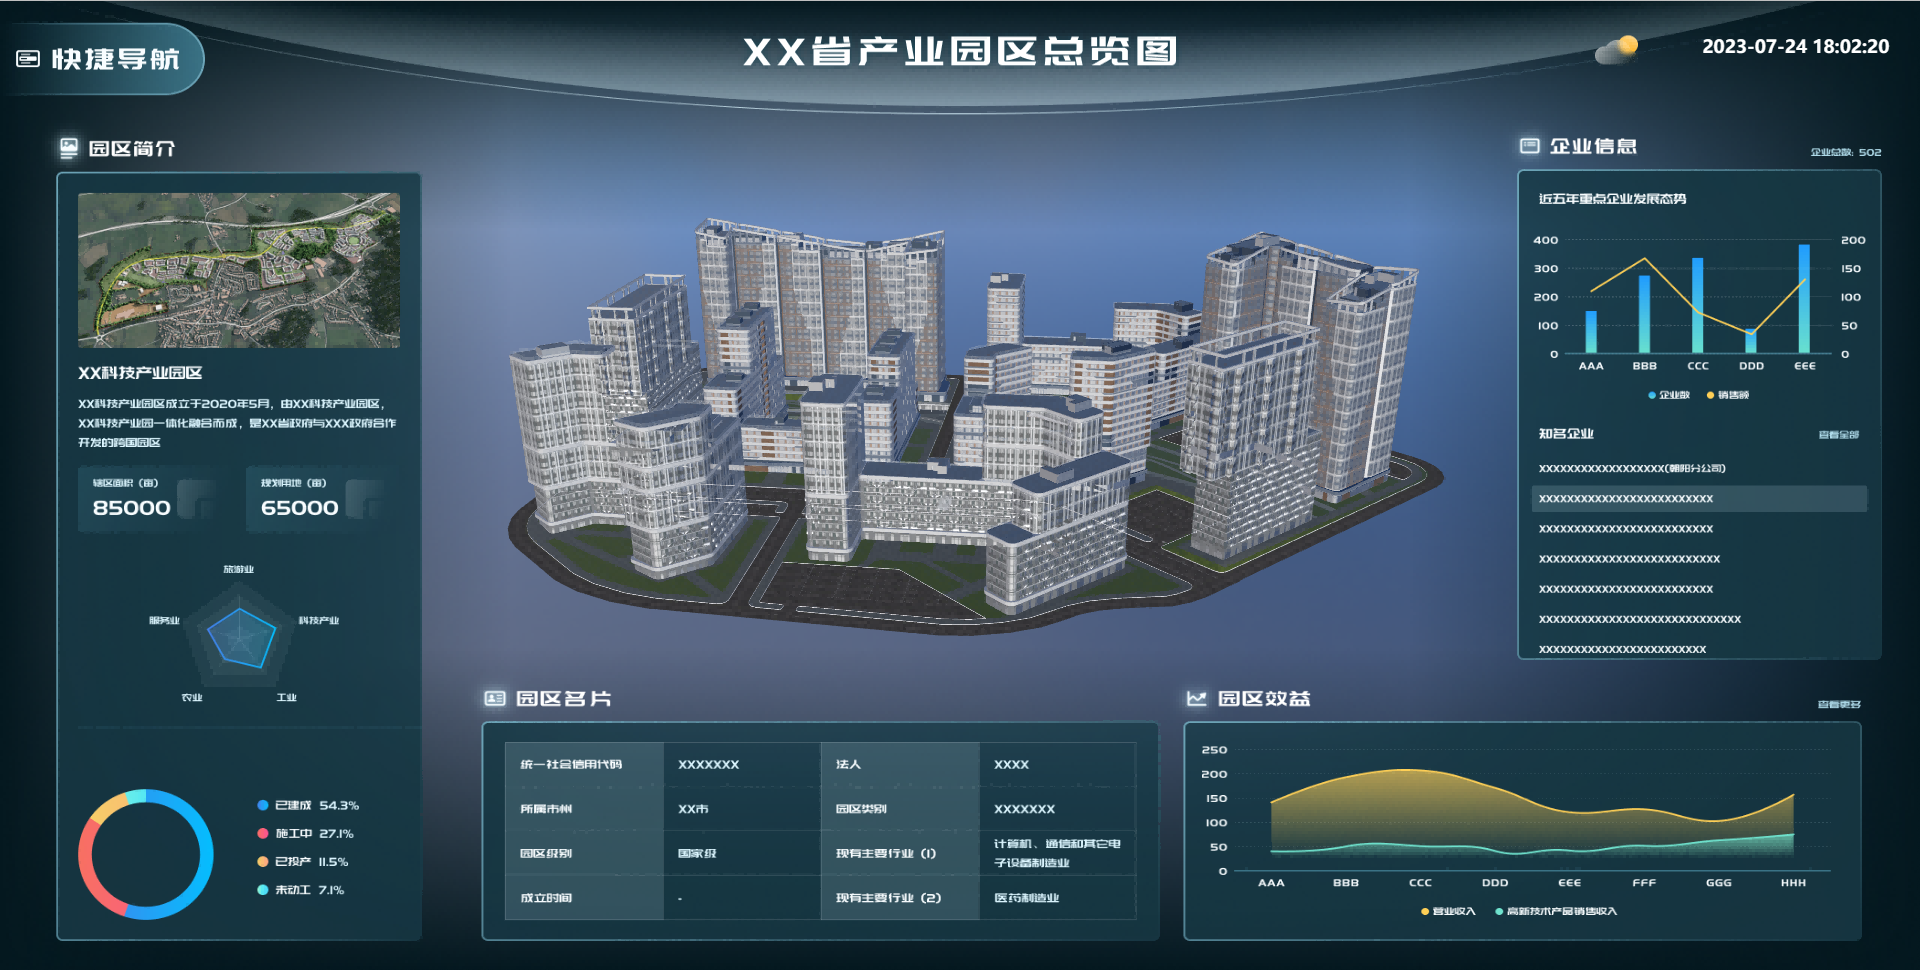 快捷导航
XX省产业园区总览图
2023-07-24 18:02:20
园区简介
XX科技产业园区
XX科技产业园区成立于2020年5月，由XX科技产业园区，
XX科技产业园一体化融合而成，是XX省政府与XXX政府合作
开发的跨国园区
辖区面积（亩）
85000
规划用地（亩）
65000
旅游业
服务业
科技产业
农业
工业
已建成 54.3%
施工中 27.1%
已投产 11.5%
未动工 7.1%
园区名片
统一社会信用代码 XXXXXXX 法人 XXXX
所属市州 XX市 园区类别 XXXXXXX
园区级别 国家级 现有主要行业（1） 计算机、通信和其它电
子设备制造业
成立时间 - 现有主要行业（2） 医药制造业
企业信息
企业总数: 502
近五年重点企业发展态势
400 200
300 150
200 100
100 50
0 0
AAA BBB CCC DDD EEE
企业数 销售额
知名企业
查看全部
XXXXXXXXXXXXXXXXXX(朝阳分公司)
XXXXXXXXXXXXXXXXXXXXXXXXX
XXXXXXXXXXXXXXXXXXXXXXXXX
XXXXXXXXXXXXXXXXXXXXXXXXXX
XXXXXXXXXXXXXXXXXXXXXXXXX
XXXXXXXXXXXXXXXXXXXXXXXXXXXXX
XXXXXXXXXXXXXXXXXXXXXXXX
园区效益
查看更多
250
200
150
100
50
0
AAA BBB CCC DDD EEE FFF GGG HHH
营业收入 高新技术产品销售收入